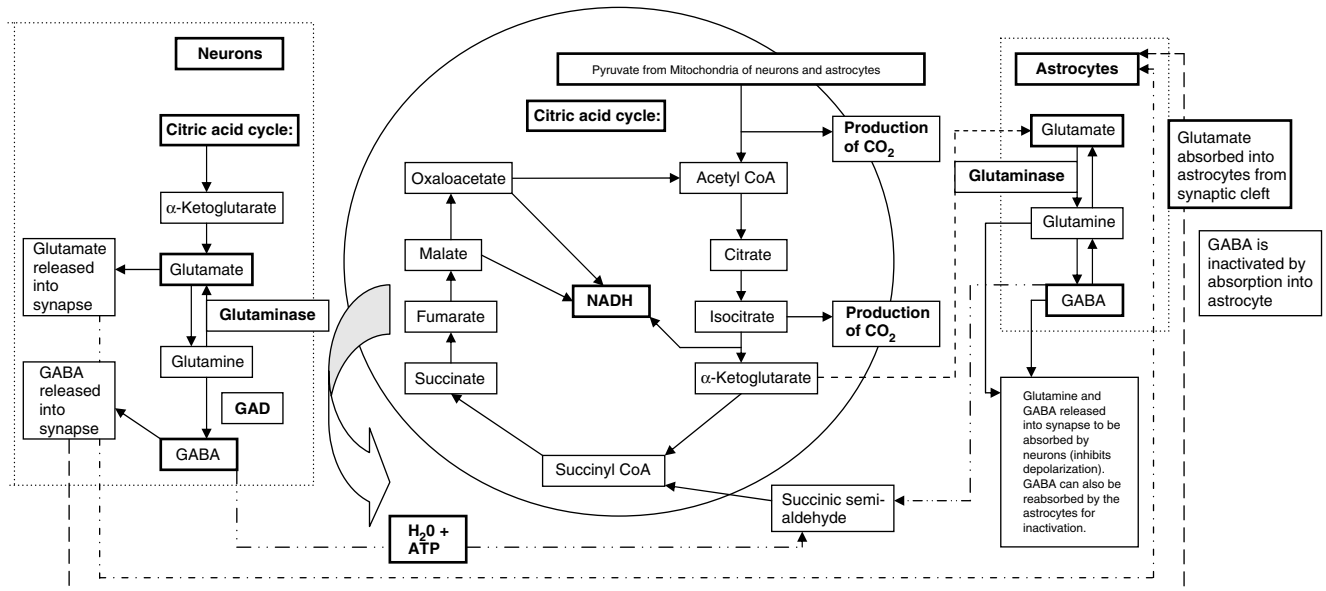 Neurons
Citric acid cycle:
α-Ketoglutarate
Glutamate
released
into
synapse
Glutamate
Glutaminase
Glutamine
GABA
released
into
synapse
GAD
GABA
Pyruvate from Mitochondria of neurons and astrocytes
Citric acid cycle:
Production
of CO₂
Oxaloacetate
Acetyl CoA
Malate
Citrate
NADH
Fumarate
Isocitrate
Production
of CO₂
Succinate
α-Ketoglutarate
Succinyl CoA
Succinic semi-
aldehyde
H₂0 +
ATP
Astrocytes
Glutamate
Glutaminase
Glutamine
GABA
Glutamate
absorbed into
astrocytes from
synaptic cleft
GABA is
inactivated by
absorption into
astrocyte
Glutamine and
GABA released
into synapse to be
absorbed by
neurons (inhibits
depolarization).
GABA can also be
reabsorbed by the
astrocytes for
inactivation.